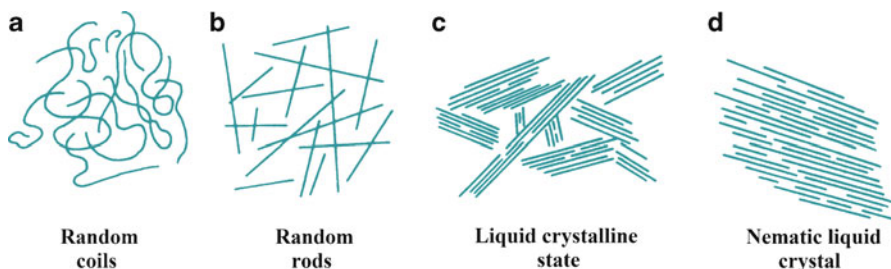 a b c d
Random
coils
Random
rods
Liquid crystalline
state
Nematic liquid
crystal